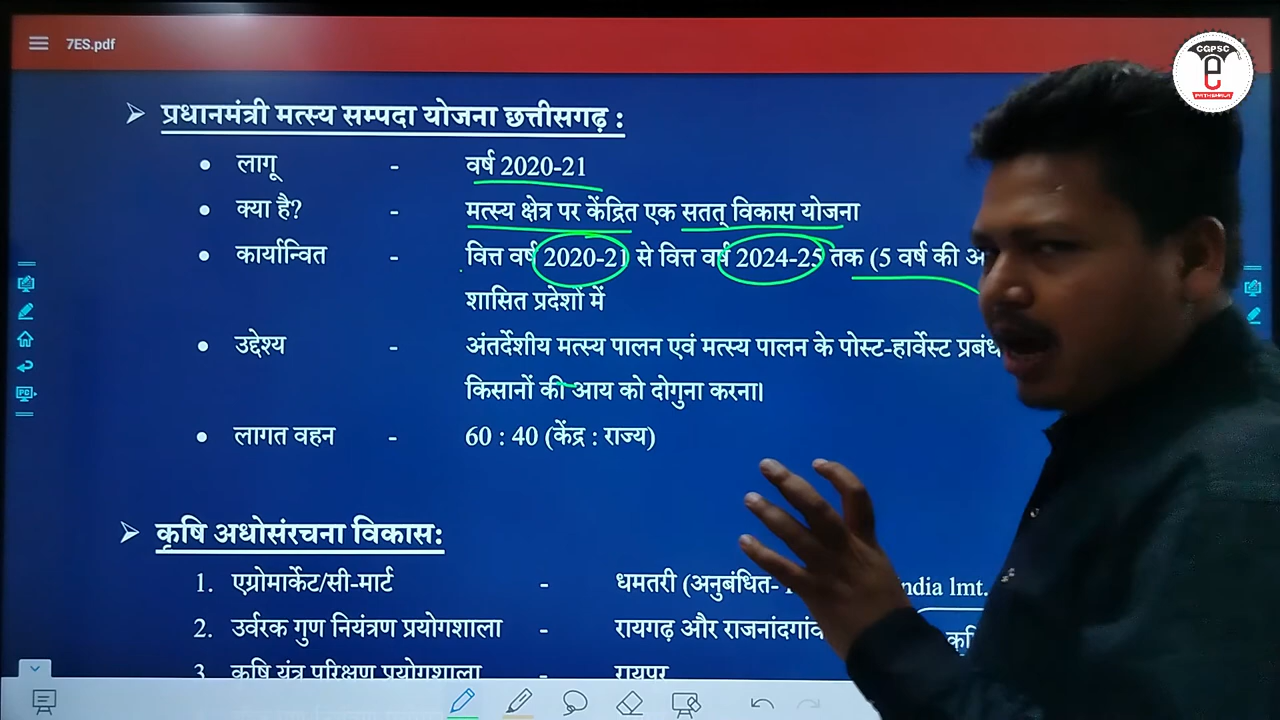 7ES.pdf
CGPSC
e
PATHSHALA
प्रधानमंत्री मत्स्य सम्पदा योजना छत्तीसगढ़ :
लागू - वर्ष 2020-21
क्या है? - मत्स्य क्षेत्र पर केंद्रित एक सतत् विकास योजना
कार्यान्वित - वित्त वर्ष 2020-21 से वित्त वर्ष 2024-25 तक (5 वर्ष की
शासित प्रदेशों में
उद्देश्य - अंतर्देशीय मत्स्य पालन एवं मत्स्य पालन के पोस्ट-हार्वेस्ट
किसानों की आय को दोगुना करना।
लागत वहन - 60 : 40 (केंद्र : राज्य)
कृषि अधोसंरचना विकास:
1. एग्रोमार्केट/सी-मार्ट - धमतरी (अनुबंधित- lmt.
2. उर्वरक गुण नियंत्रण प्रयोगशाला - रायगढ़ और राजनांदगांव
3. कृषि यंत्र परिक्षण प्रयोगशाला - रायपुर